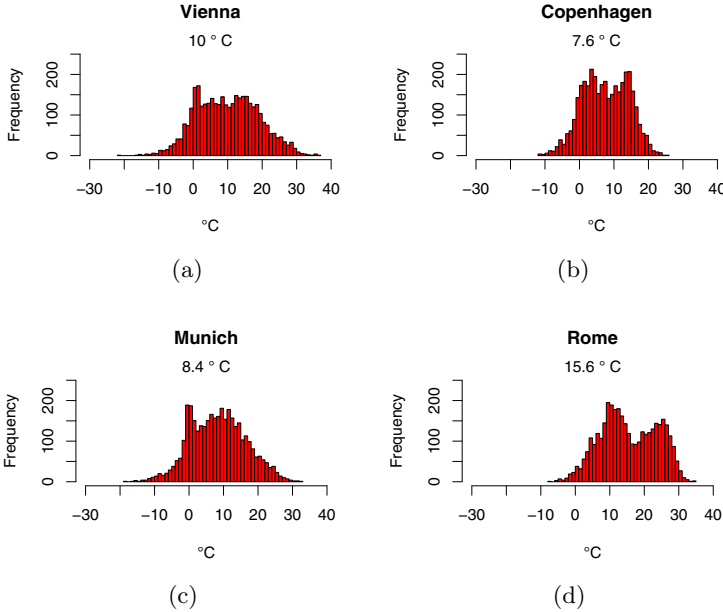 Vienna
10 ° C
Frequency
0 100 200
−30 −10 0 10 20 30 40
°C
(a)
Copenhagen
7.6 ° C
Frequency
0 100 200
−30 −10 0 10 20 30 40
°C
(b)
Munich
8.4 ° C
Frequency
0 100 200
−30 −10 0 10 20 30 40
°C
(c)
Rome
15.6 ° C
Frequency
0 100 200
−30 −10 0 10 20 30 40
°C
(d)